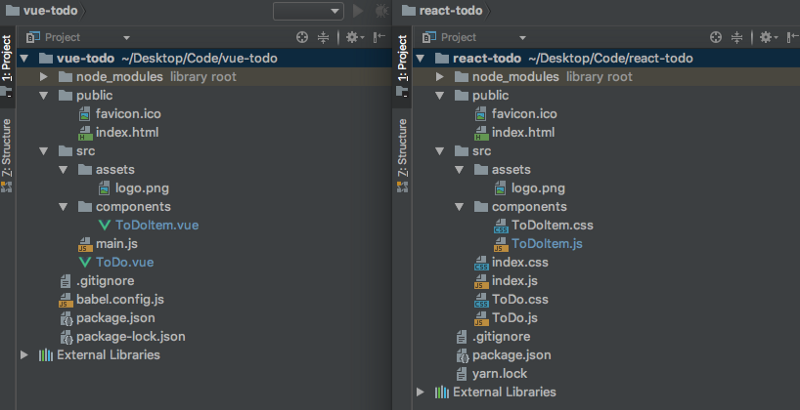 vue-todo
1: Project
Z: Structure
Project
vue-todo ~/Desktop/Code/vue-todo
node_modules library root
public
favicon.ico
index.html
src
assets
logo.png
components
ToDoItem.vue
main.js
ToDo.vue
.gitignore
babel.config.js
package.json
package-lock.json
External Libraries
react-todo
1: Project
Z: Structure
Project
react-todo ~/Desktop/Code/react-todo
node_modules library root
public
favicon.ico
index.html
src
assets
logo.png
components
ToDoItem.css
ToDoItem.js
index.css
index.js
ToDo.css
ToDo.js
.gitignore
package.json
yarn.lock
External Libraries